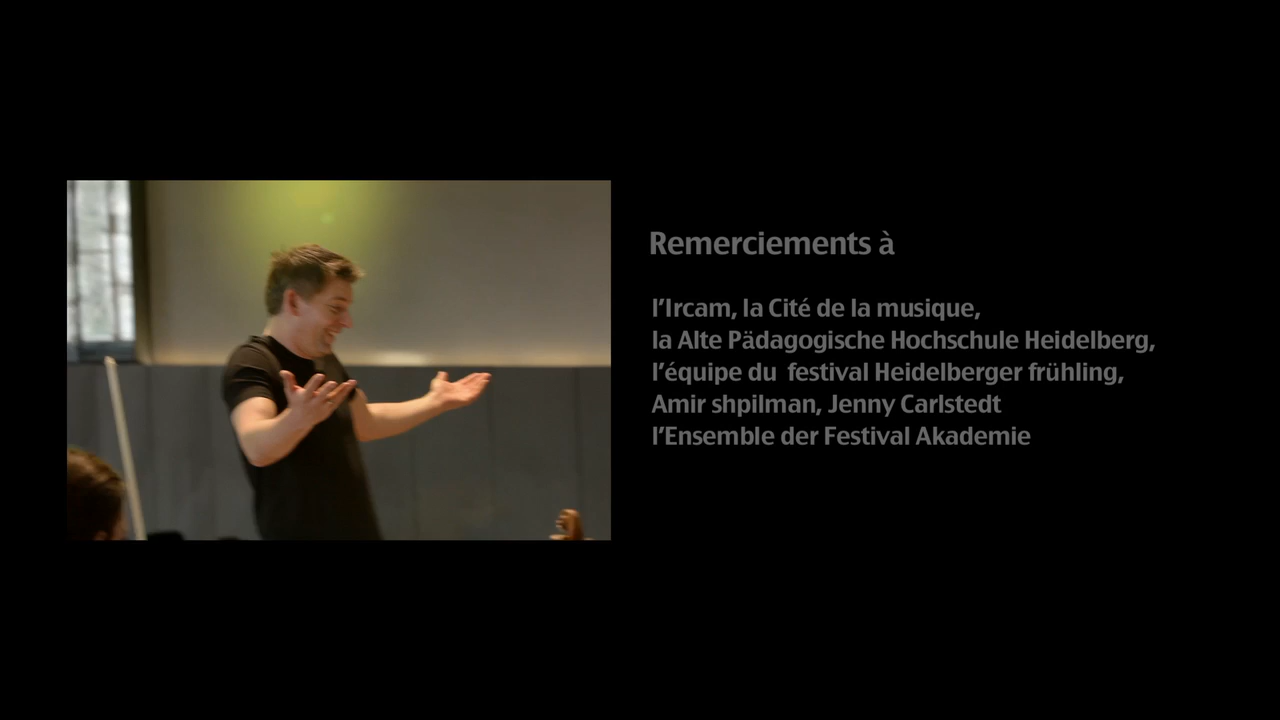 Remerciements à
l'Ircam, la Cité de la musique,
la Alte Pädagogische Hochschule Heidelberg,
l'équipe du  festival Heidelberger frühling,
Amir shpilman, Jenny Carlstedt
l'Ensemble der Festival Akademie